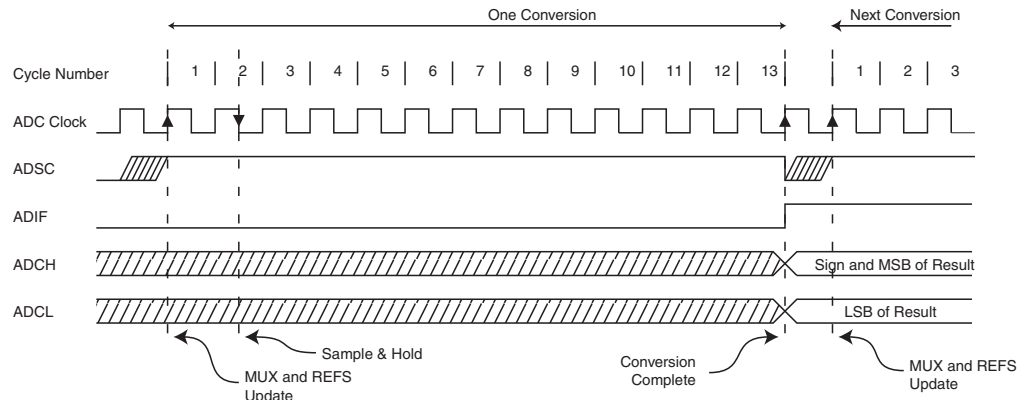 One Conversion
Next Conversion
Cycle Number 1 2 3 4 5 6 7 8 9 10 11 12 13 1 2 3
ADC Clock
ADSC
ADIF
ADCH
Sign and MSB of Result
ADCL
LSB of Result
Sample & Hold
MUX and REFS
Update
Conversion
Complete
MUX and REFS
Update